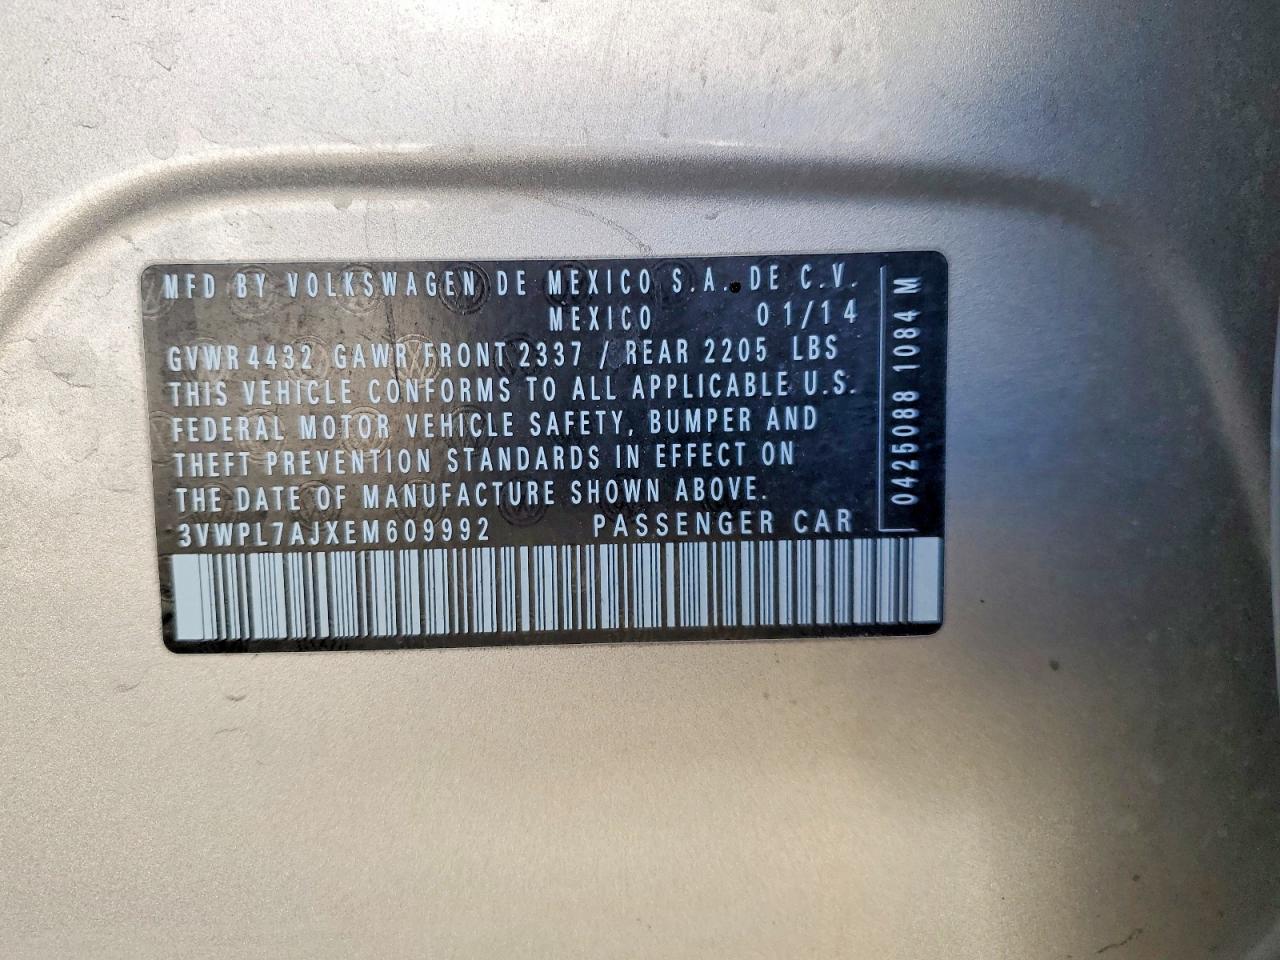 MFD BY VOLKSWAGEN DE MEXICO S.A. DE C.V.
MEXICO 01/14
GVWR 4432 GAWR FRONT 2337 / REAR 2205 LBS
THIS VEHICLE CONFORMS TO ALL APPLICABLE U.S.
FEDERAL MOTOR VEHICLE SAFETY, BUMPER AND
THEFT PREVENTION STANDARDS IN EFFECT ON
THE DATE OF MANUFACTURE SHOWN ABOVE.
3VWPL7AJXEM609992 PASSENGER CAR
0425088 1084 M